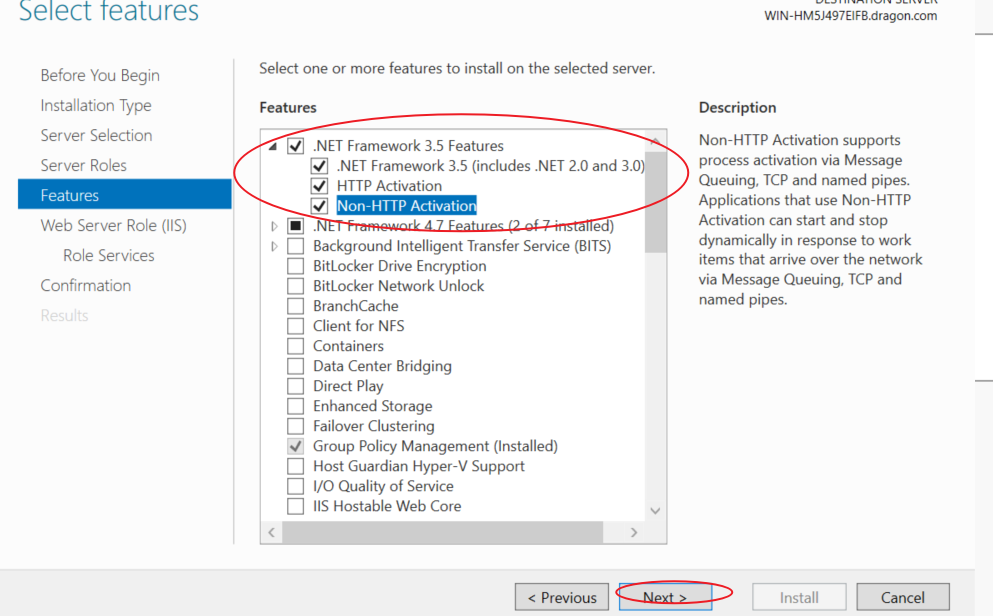 Select features
DESTINATION SERVER
WIN-HM5J497EIFB.dragon.com
Before You Begin
Installation Type
Server Selection
Server Roles
Features
Web Server Role (IIS)
Role Services
Confirmation
Results
Select one or more features to install on the selected server.
Features
.NET Framework 3.5 Features
.NET Framework 3.5 (includes .NET 2.0 and 3.0)
HTTP Activation
Non-HTTP Activation
.NET Framework 4.7 Features (2 of 7 installed)
Background Intelligent Transfer Service (BITS)
BitLocker Drive Encryption
BitLocker Network Unlock
BranchCache
Client for NFS
Containers
Data Center Bridging
Direct Play
Enhanced Storage
Failover Clustering
Group Policy Management (Installed)
Host Guardian Hyper-V Support
I/O Quality of Service
IIS Hostable Web Core
Description
Non-HTTP Activation supports
process activation via Message
Queuing, TCP and named pipes.
Applications that use Non-HTTP
Activation can start and stop
dynamically in response to work
items that arrive over the network
via Message Queuing, TCP and
named pipes.
< Previous
Next >
Install
Cancel